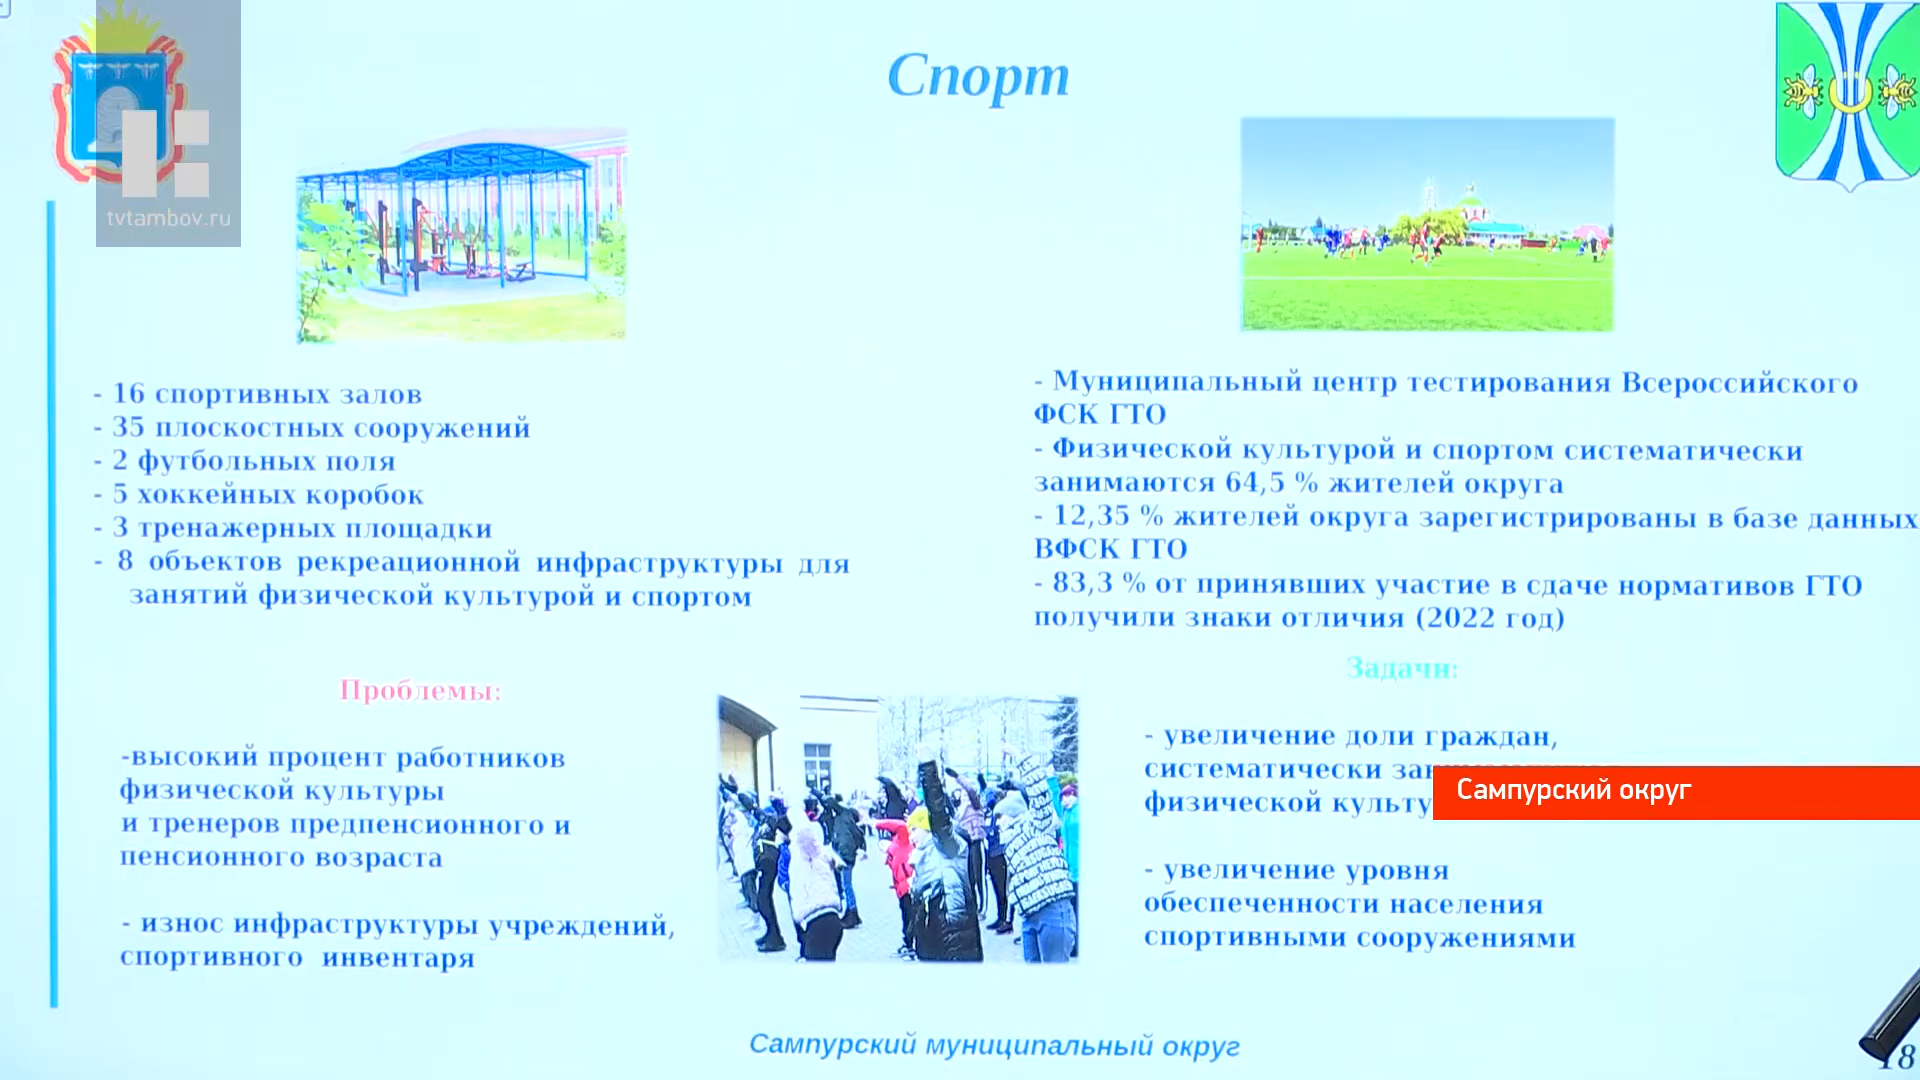 Спорт
tvtambov.ru
- 16 спортивных залов
- 35 плоскостных сооружений
- 2 футбольных поля
- 5 хоккейных коробок
- 3 тренажерных площадки
- 8 объектов рекреационной инфраструктуры для
занятий физической культурой и спортом
- Муниципальный центр тестирования Всероссийского
ФСК ГТО
- Физической культурой и спортом систематически
занимаются 64,5 % жителей округа
- 12,35 % жителей округа зарегистрированы в базе данных
ВФСК ГТО
- 83,3 % от принявших участие в сдаче нормативов ГТО
получили знаки отличия (2022 год)
Проблемы:
-высокий процент работников
физической культуры
и тренеров предпенсионного и
пенсионного возраста
- износ инфраструктуры учреждений,
спортивного инвентаря
Задачи:
- увеличение доли граждан,
систематически
физической
- увеличение уровня
обеспеченности населения
спортивными сооружениями
Сампурский округ
Сампурский муниципальный округ
18